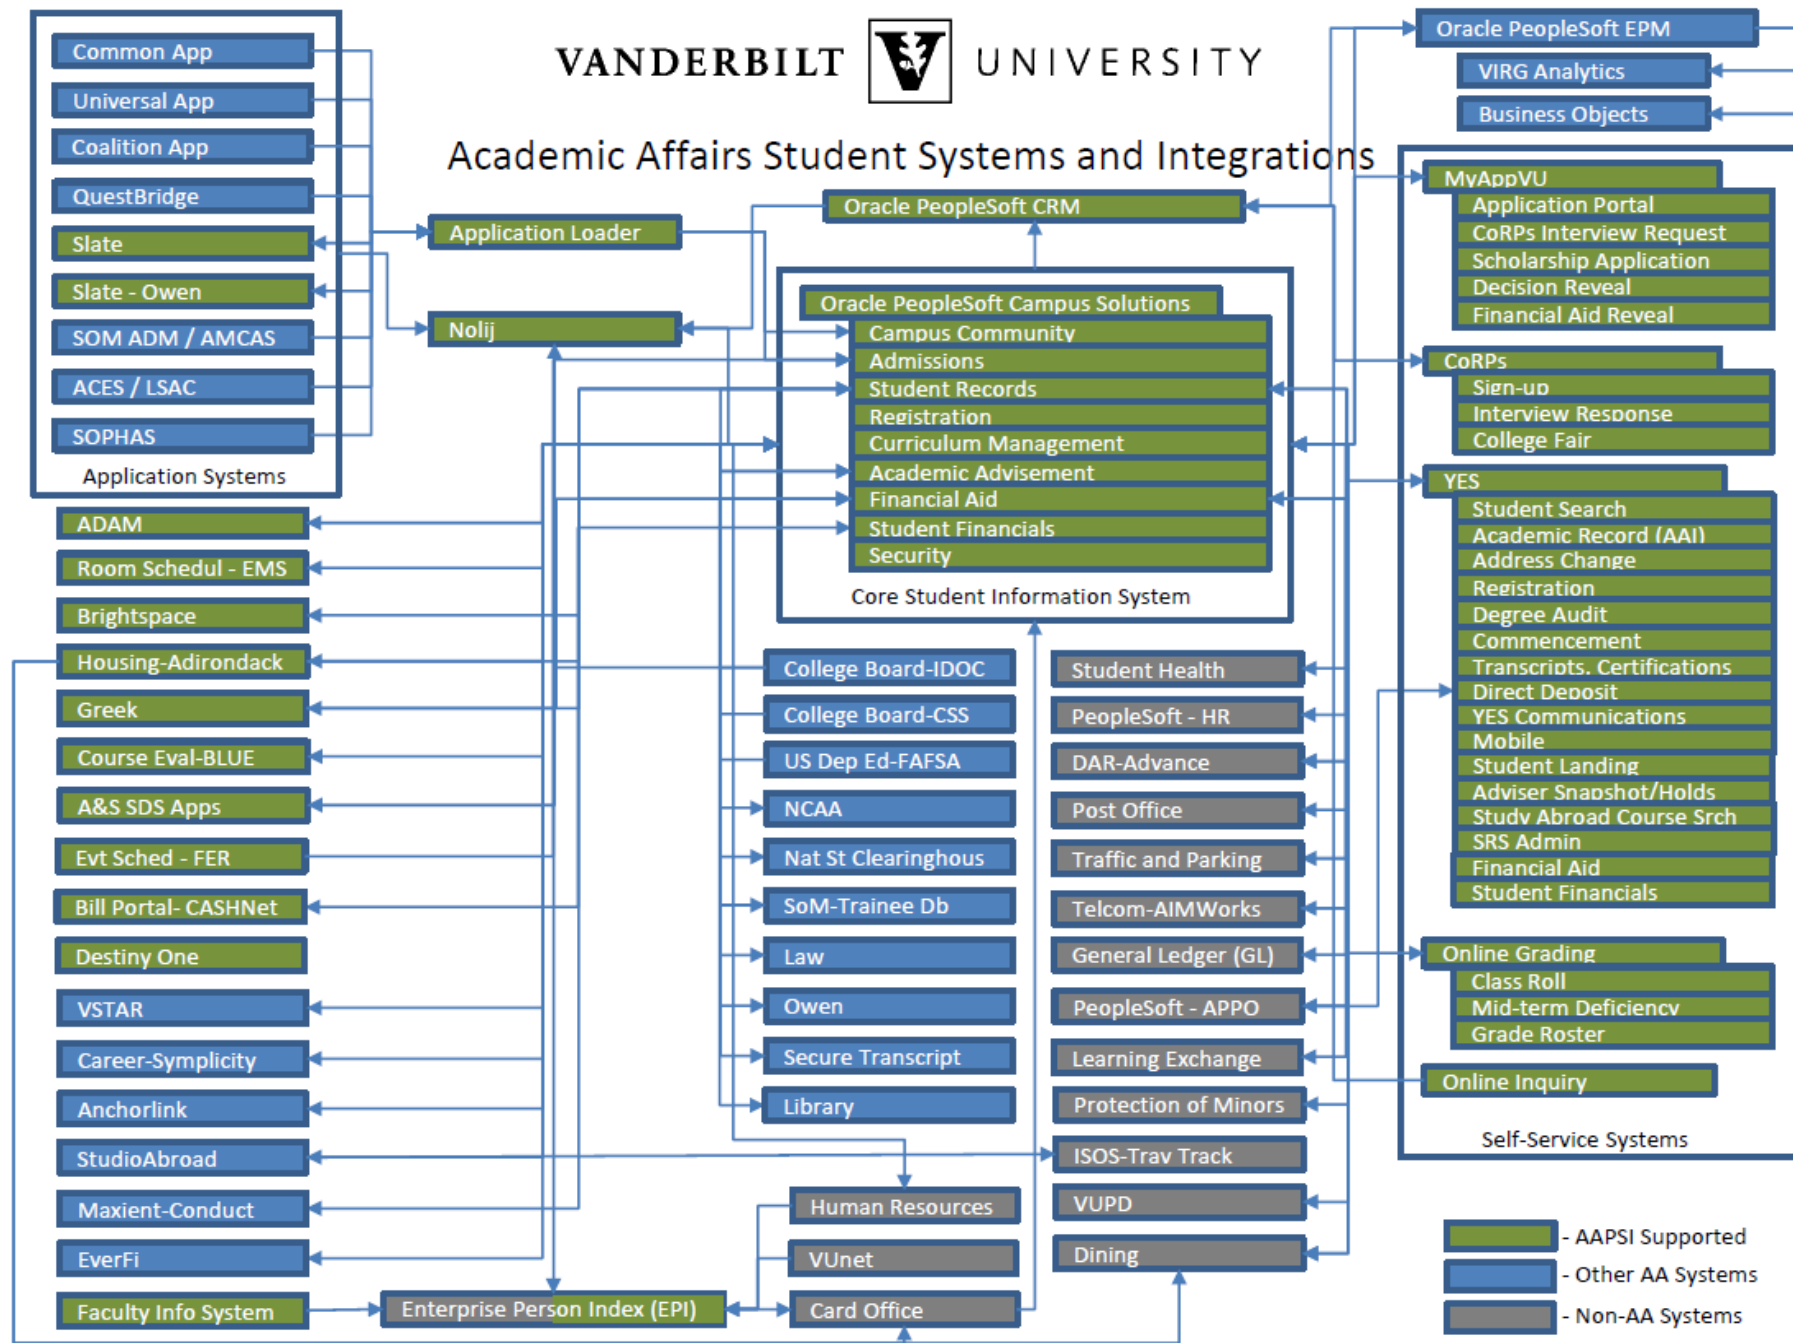 VANDERBILT V UNIVERSITY
Academic Affairs Student Systems and Integrations
Common App
Universal App
Coalition App
QuestBridge
Slate
Slate - Owen
SOM ADM / AMCAS
ACES / LSAC
SOPHAS
Application Systems
Application Loader
Nolij
ADAM
Room Schedul - EMS
Brightspace
Housing-Adirondack
Greek
Course Eval-BLUE
A&S SDS Apps
Evt Sched - FER
Bill Portal- CASHNet
Destiny One
VSTAR
Career-Symplicity
Anchorlink
StudioAbroad
Maxient-Conduct
EverFi
Faculty Info System
Oracle PeopleSoft CRM
Oracle PeopleSoft Campus Solutions
Campus Community
Admissions
Student Records
Registration
Curriculum Management
Academic Advisement
Financial Aid
Student Financials
Security
Core Student Information System
College Board-IDOC
College Board-CSS
US Dep Ed-FAFSA
NCAA
Nat St Clearinghous
SoM-Trainee Db
Law
Owen
Secure Transcript
Library
Human Resources
VUnet
Card Office
Enterprise Person Index (EPI)
Student Health
PeopleSoft - HR
DAR-Advance
Post Office
Traffic and Parking
Telcom-AIMWorks
General Ledger (GL)
PeopleSoft - APPO
Learning Exchange
Protection of Minors
ISOS-Trav Track
VUPD
Dining
Oracle PeopleSoft EPM
VIRG Analytics
Business Objects
MyAppVU
Application Portal
CoRPs Interview Request
Scholarship Application
Decision Reveal
Financial Aid Reveal
CoRPs
Sign-up
Interview Response
College Fair
YES
Student Search
Academic Record (AAI)
Address Change
Registration
Degree Audit
Commencement
Transcripts, Certifications
Direct Deposit
YES Communications
Mobile
Student Landing
Adviser Snapshot/Holds
Study Abroad Course Srch
SRS Admin
Financial Aid
Student Financials
Online Grading
Class Roll
Mid-term Deficiency
Grade Roster
Online Inquiry
Self-Service Systems
- AAPSI Supported
- Other AA Systems
- Non-AA Systems